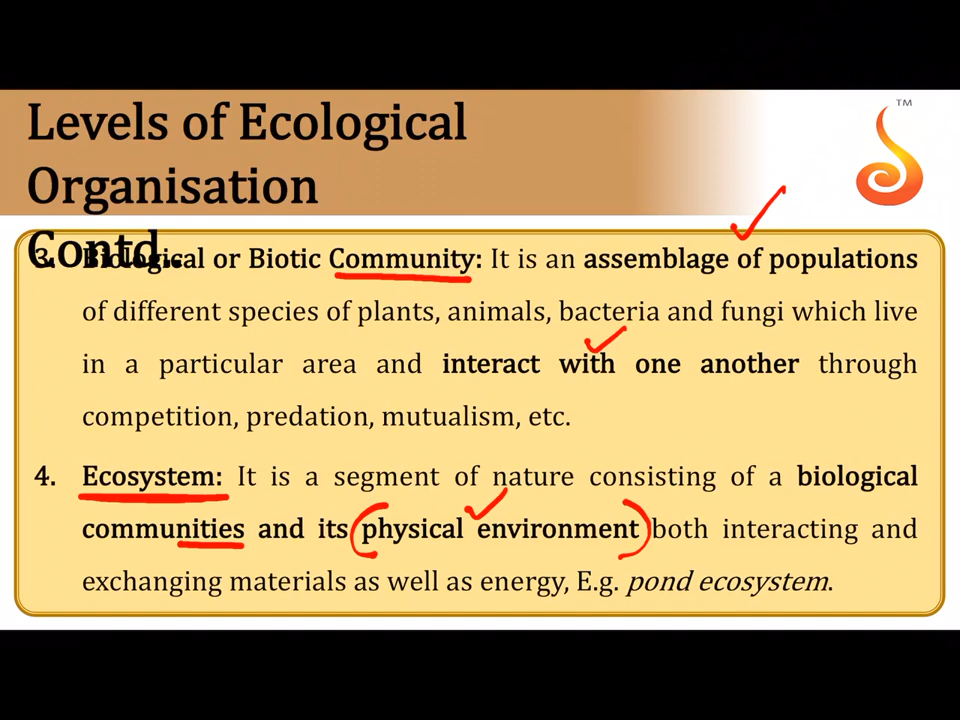 Levels of Ecological
Organisation
Contd..
TM
3. Biological or Biotic Community: It is an assemblage of populations
of different species of plants, animals, bacteria and fungi which live
in a particular area and interact with one another through
competition, predation, mutualism, etc.
4. Ecosystem: It is a segment of nature consisting of a biological
communities and its physical environment both interacting and
exchanging materials as well as energy, E.g. pond ecosystem.